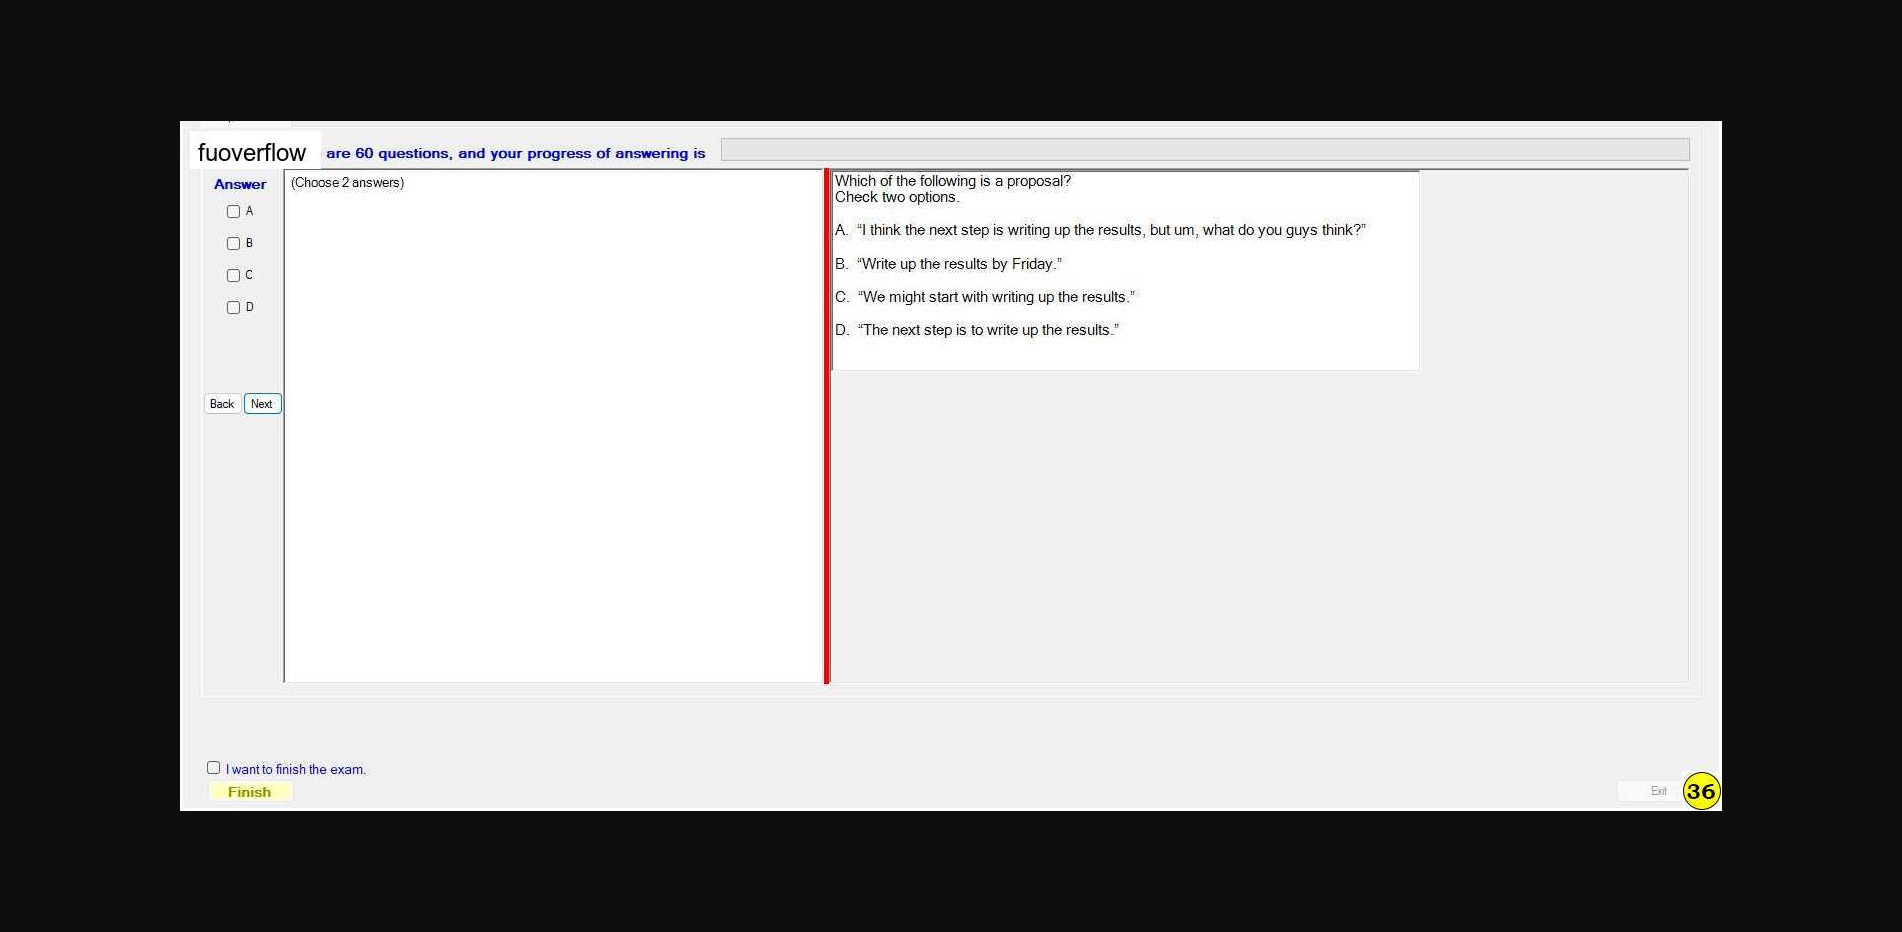 fuoverflow are 60 questions, and your progress of answering is
Answer
A
B
C
D
Back Next
(Choose 2 answers)
Which of the following is a proposal?
Check two options.
A. “I think the next step is writing up the results, but um, what do you guys think?”
B. “Write up the results by Friday.”
C. “We might start with writing up the results.”
D. “The next step is to write up the results.”
I want to finish the exam.
Finish
Exit
36